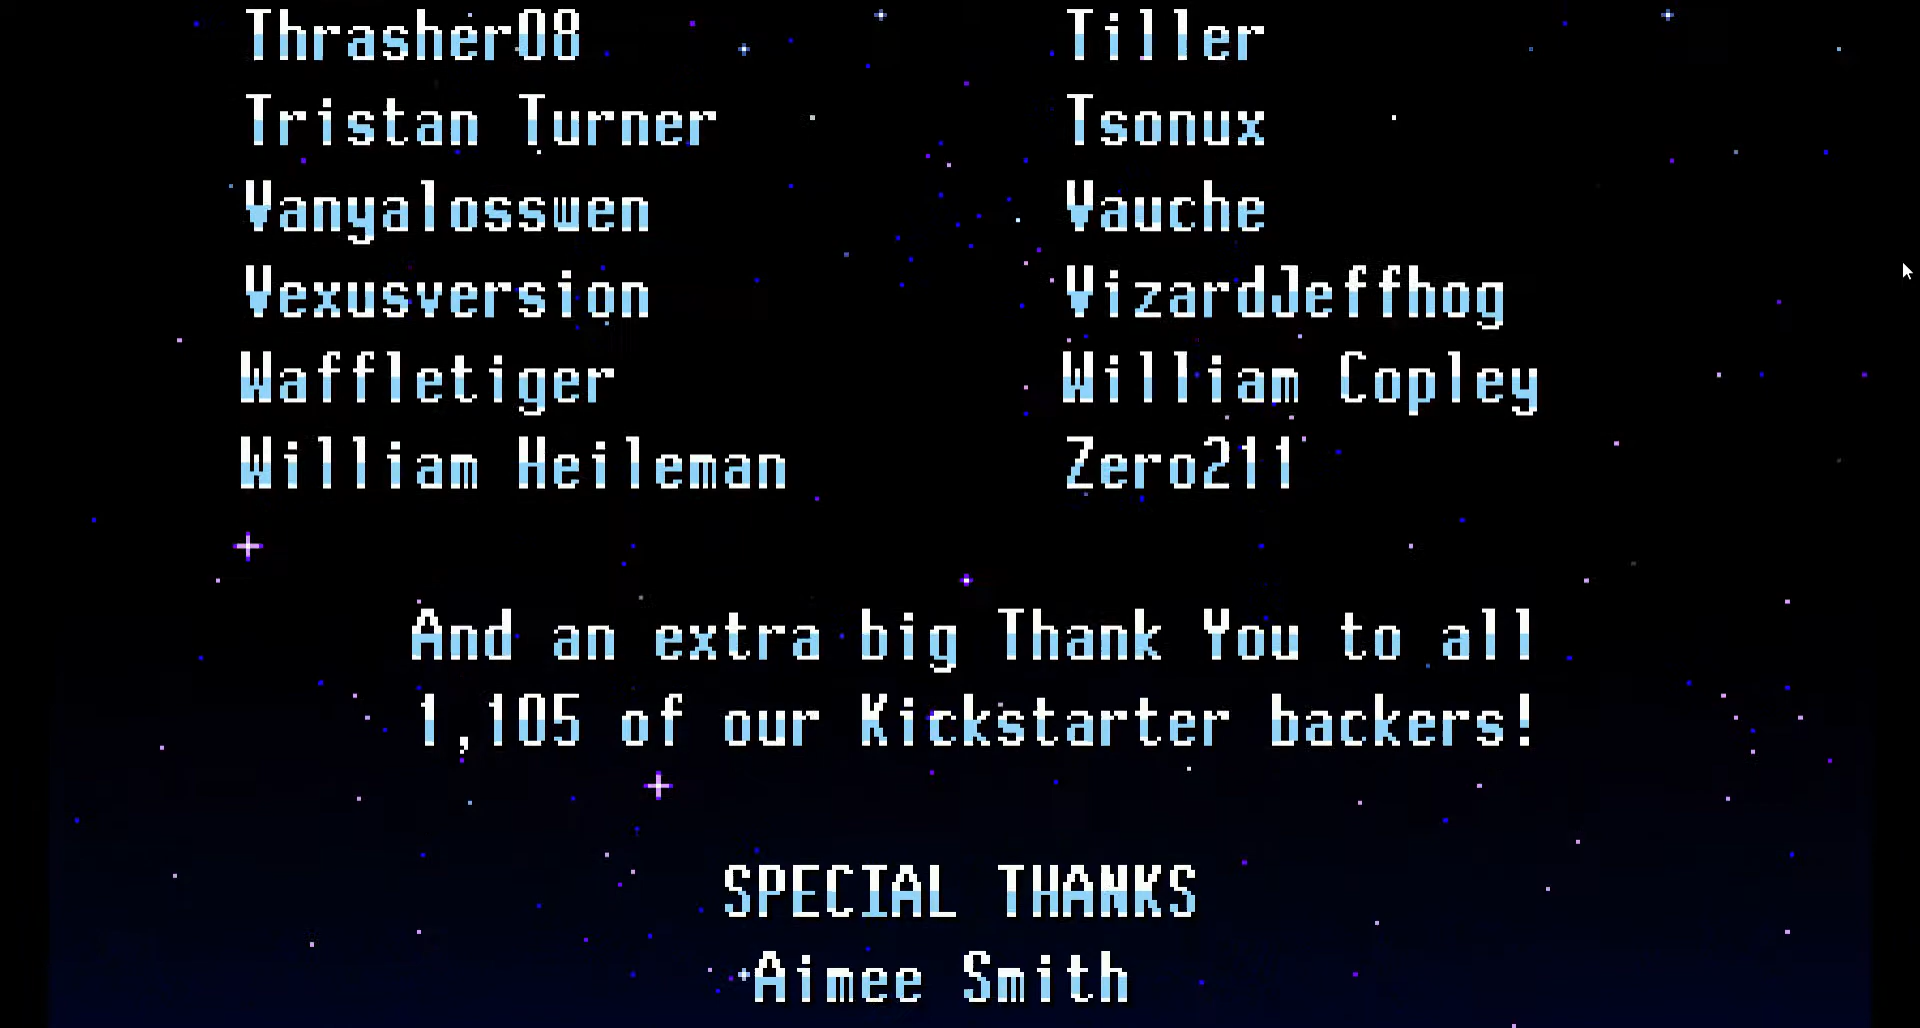 Thrasher08 Tiller
Tristan Turner Tsonux
Vanyalosswen Vauche
Vexusversion VizardJeffhog
Waffletiger William Copley
William Heileman Zero211
And an extra big Thank You to all
1,105 of our Kickstarter backers!
SPECIAL THANKS
Aimee Smith